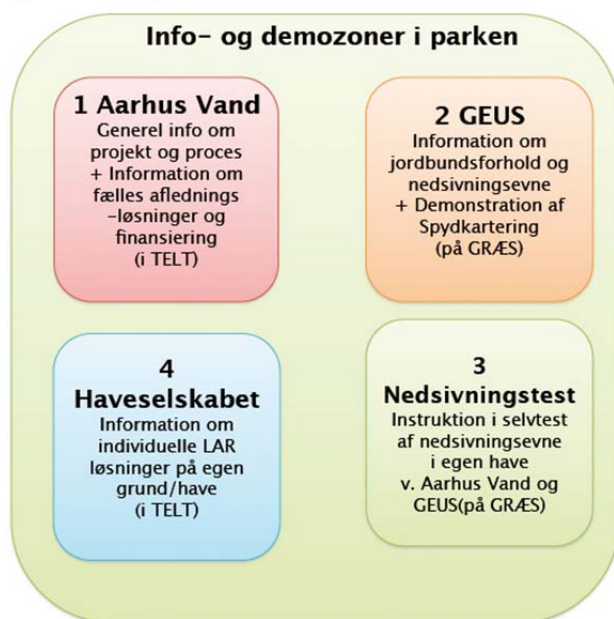 Info- og demozoner i parken
1 Aarhus Vand
Generel info om
projekt og proces
+ Information om
fælles aflednings
-løsninger og
finansiering
(i TELT)
2 GEUS
Information om
jordbundsforhold og
nedsivningsevne
+ Demonstration af
Spydkartering
(på GRÆS)
3
Nedsivningstest
Instruktion i selvtest
af nedsivningsevne
i egen have
v. Aarhus Vand og
GEUS(på GRÆS)
4
Haveselskabet
Information om
individuelle LAR
løsninger på egen
grund/have
(i TELT)